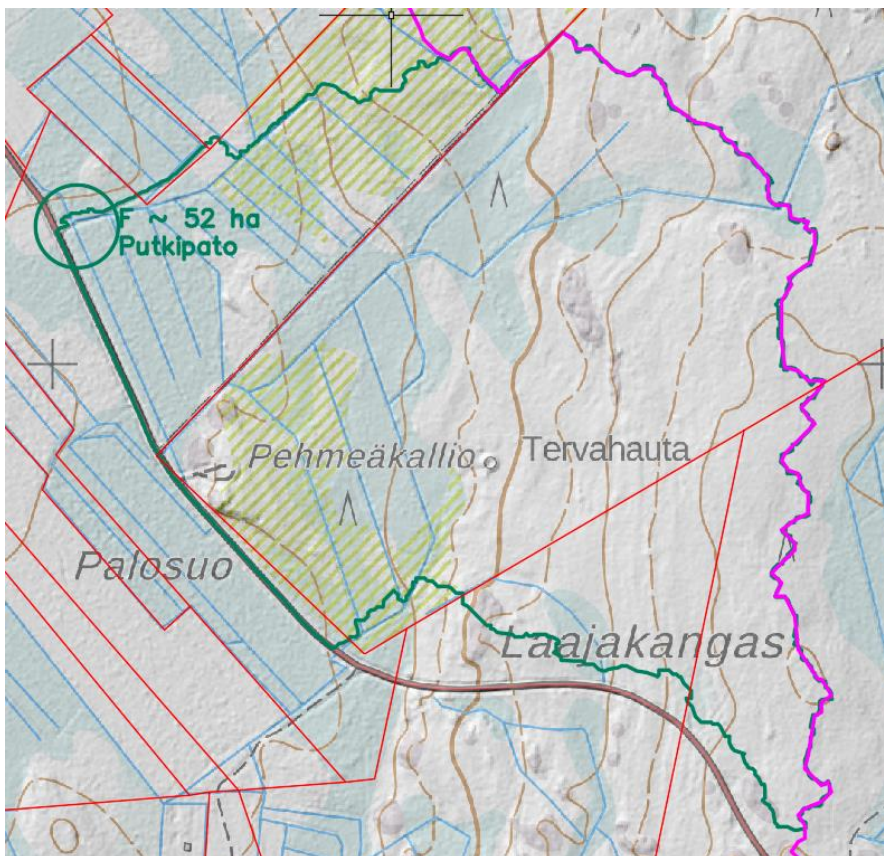 F ~ 52 ha
Putkipato
Pehmeäkallio
Tervahauta
Palosuo
Laajakangas